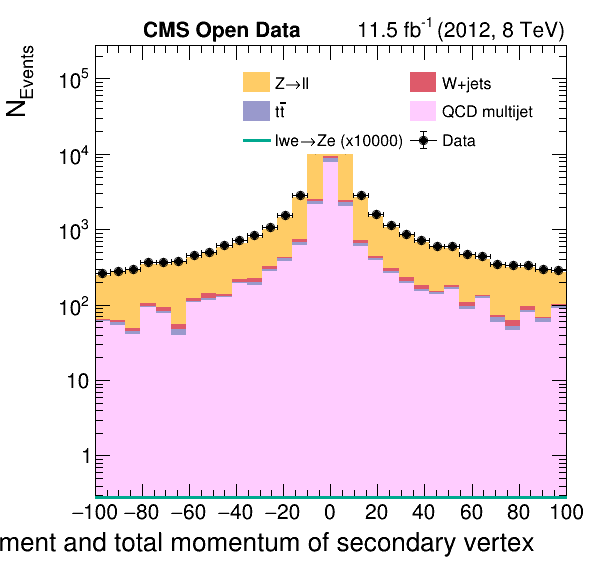 CMS Open Data 11.5 fb⁻¹ (2012, 8 TeV)
N_Events
Z→ll W+jets
tt̄ QCD multijet
lwe→Ze (x10000) Data
10⁵
10⁴
10³
10²
10
1
−100 −80 −60 −40 −20 0 20 40 60 80 100
ment and total momentum of secondary vertex